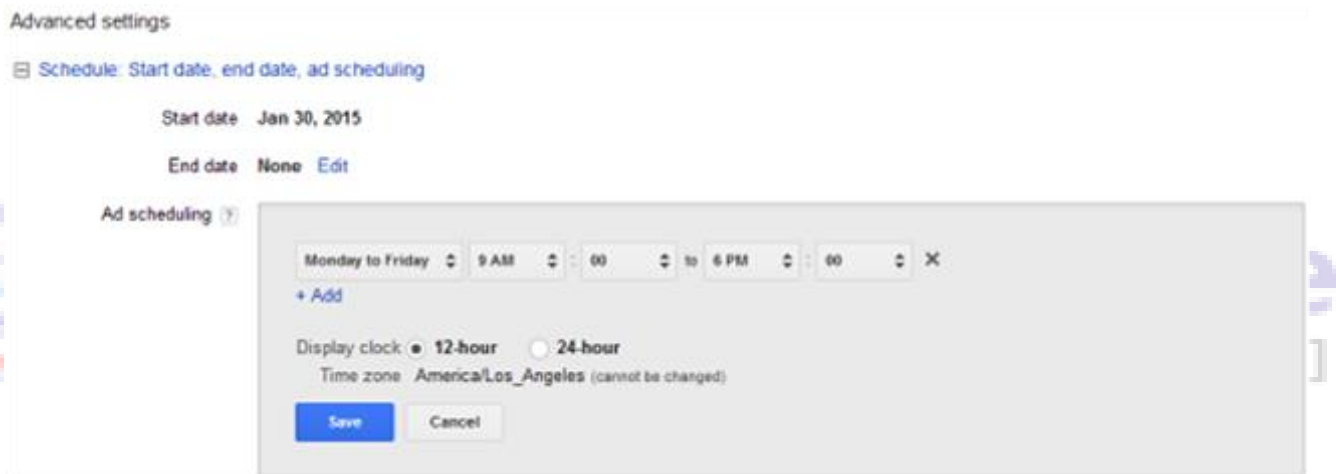 Advanced settings
Schedule: Start date, end date, ad scheduling
Start date Jan 30, 2015
End date None Edit
Ad scheduling ?
Monday to Friday 9 AM : 00 to 6 PM : 00 ×
+ Add
Display clock 12-hour 24-hour
Time zone America/Los_Angeles (cannot be changed)
Save Cancel